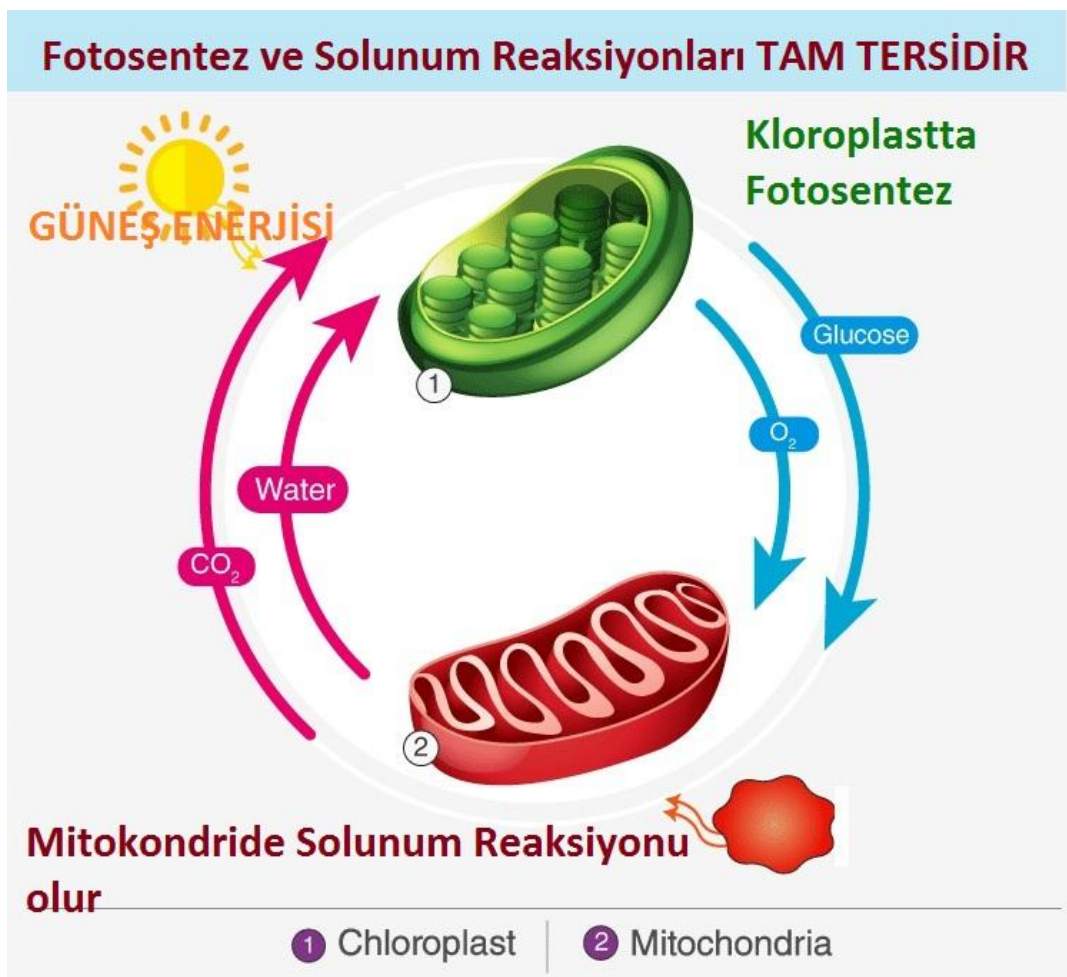 Fotosentez ve Solunum Reaksiyonları TAM TERSİDİR
Kloroplastta
Fotosentez
GÜNEŞ ENERJİSİ
Glucose
1
O₂
Water
CO₂
2
Mitokondride Solunum Reaksiyonu
olur
1 Chloroplast
2 Mitochondria